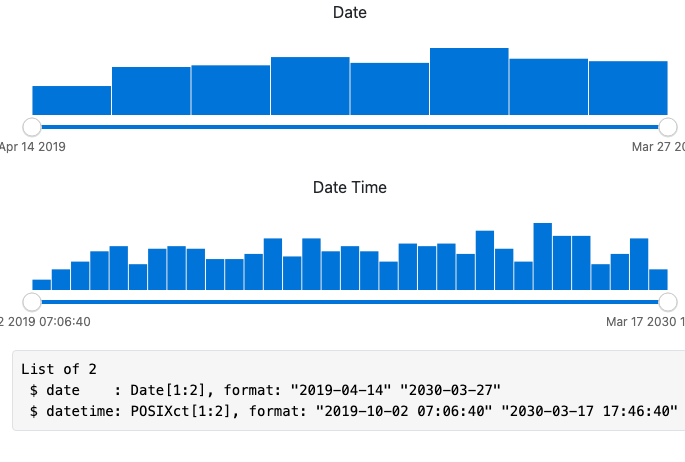 Date
Apr 14 2019
Mar 27 20
Date Time
2 2019 07:06:40
Mar 17 2030 1
List of 2
$ date    : Date[1:2], format: "2019-04-14" "2030-03-27"
$ datetime: POSIXct[1:2], format: "2019-10-02 07:06:40" "2030-03-17 17:46:40"